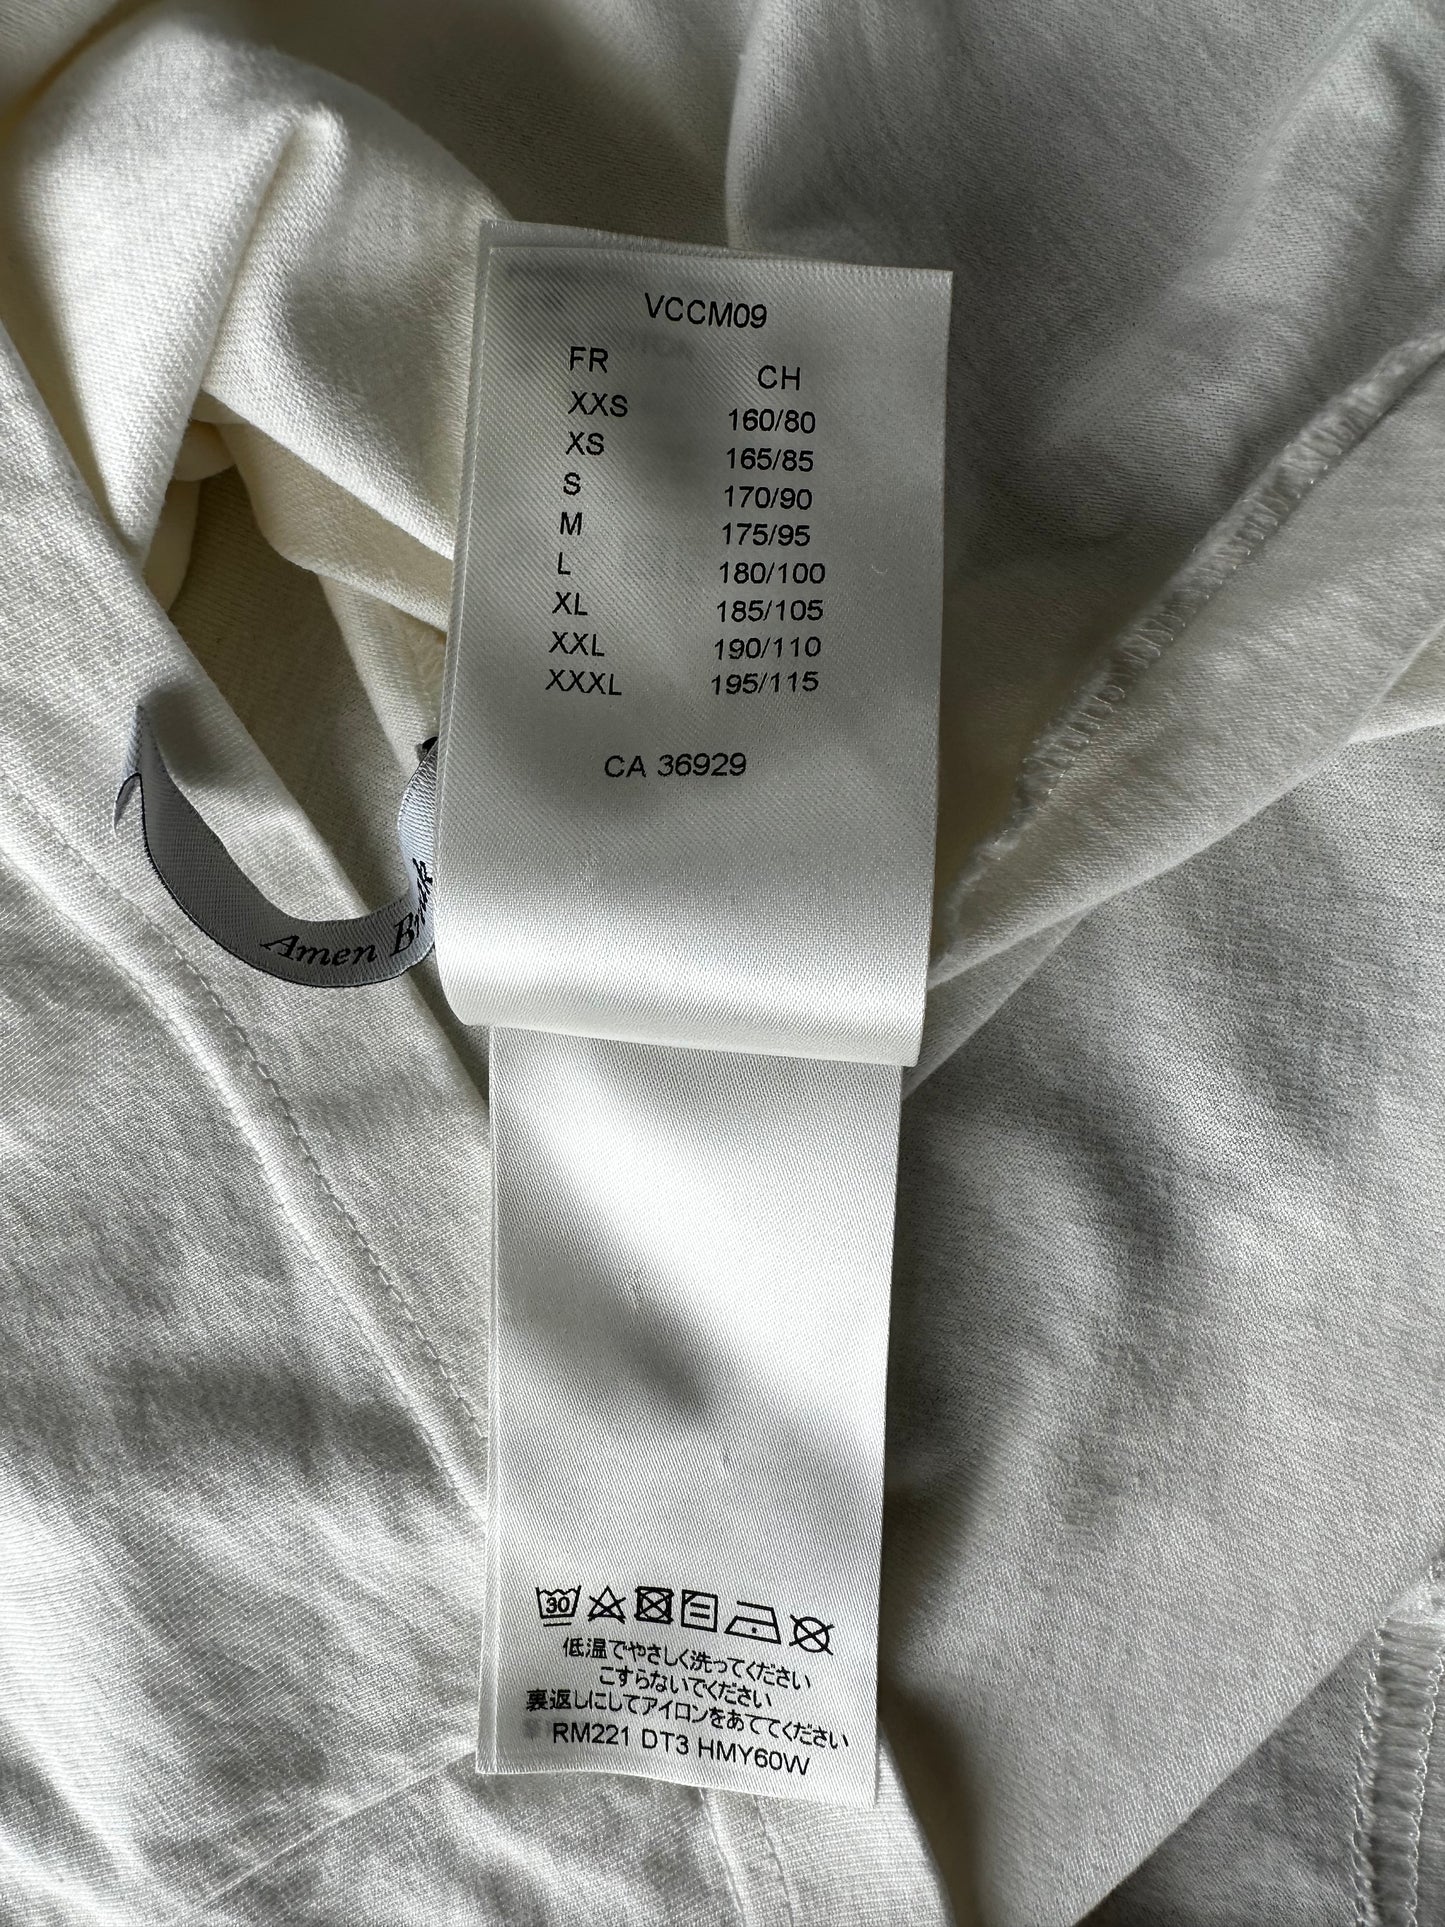 VCCM09
FR CH
XXS 160/80
XS 165/85
S 170/90
M 175/95
L 180/100
XL 185/105
XXL 190/110
XXXL 195/115
CA 36929
Amen
30
低温でやさしく洗ってください
こすらないでください
裏返しにしてアイロンをあててください
RM221 DT3 HMY60W